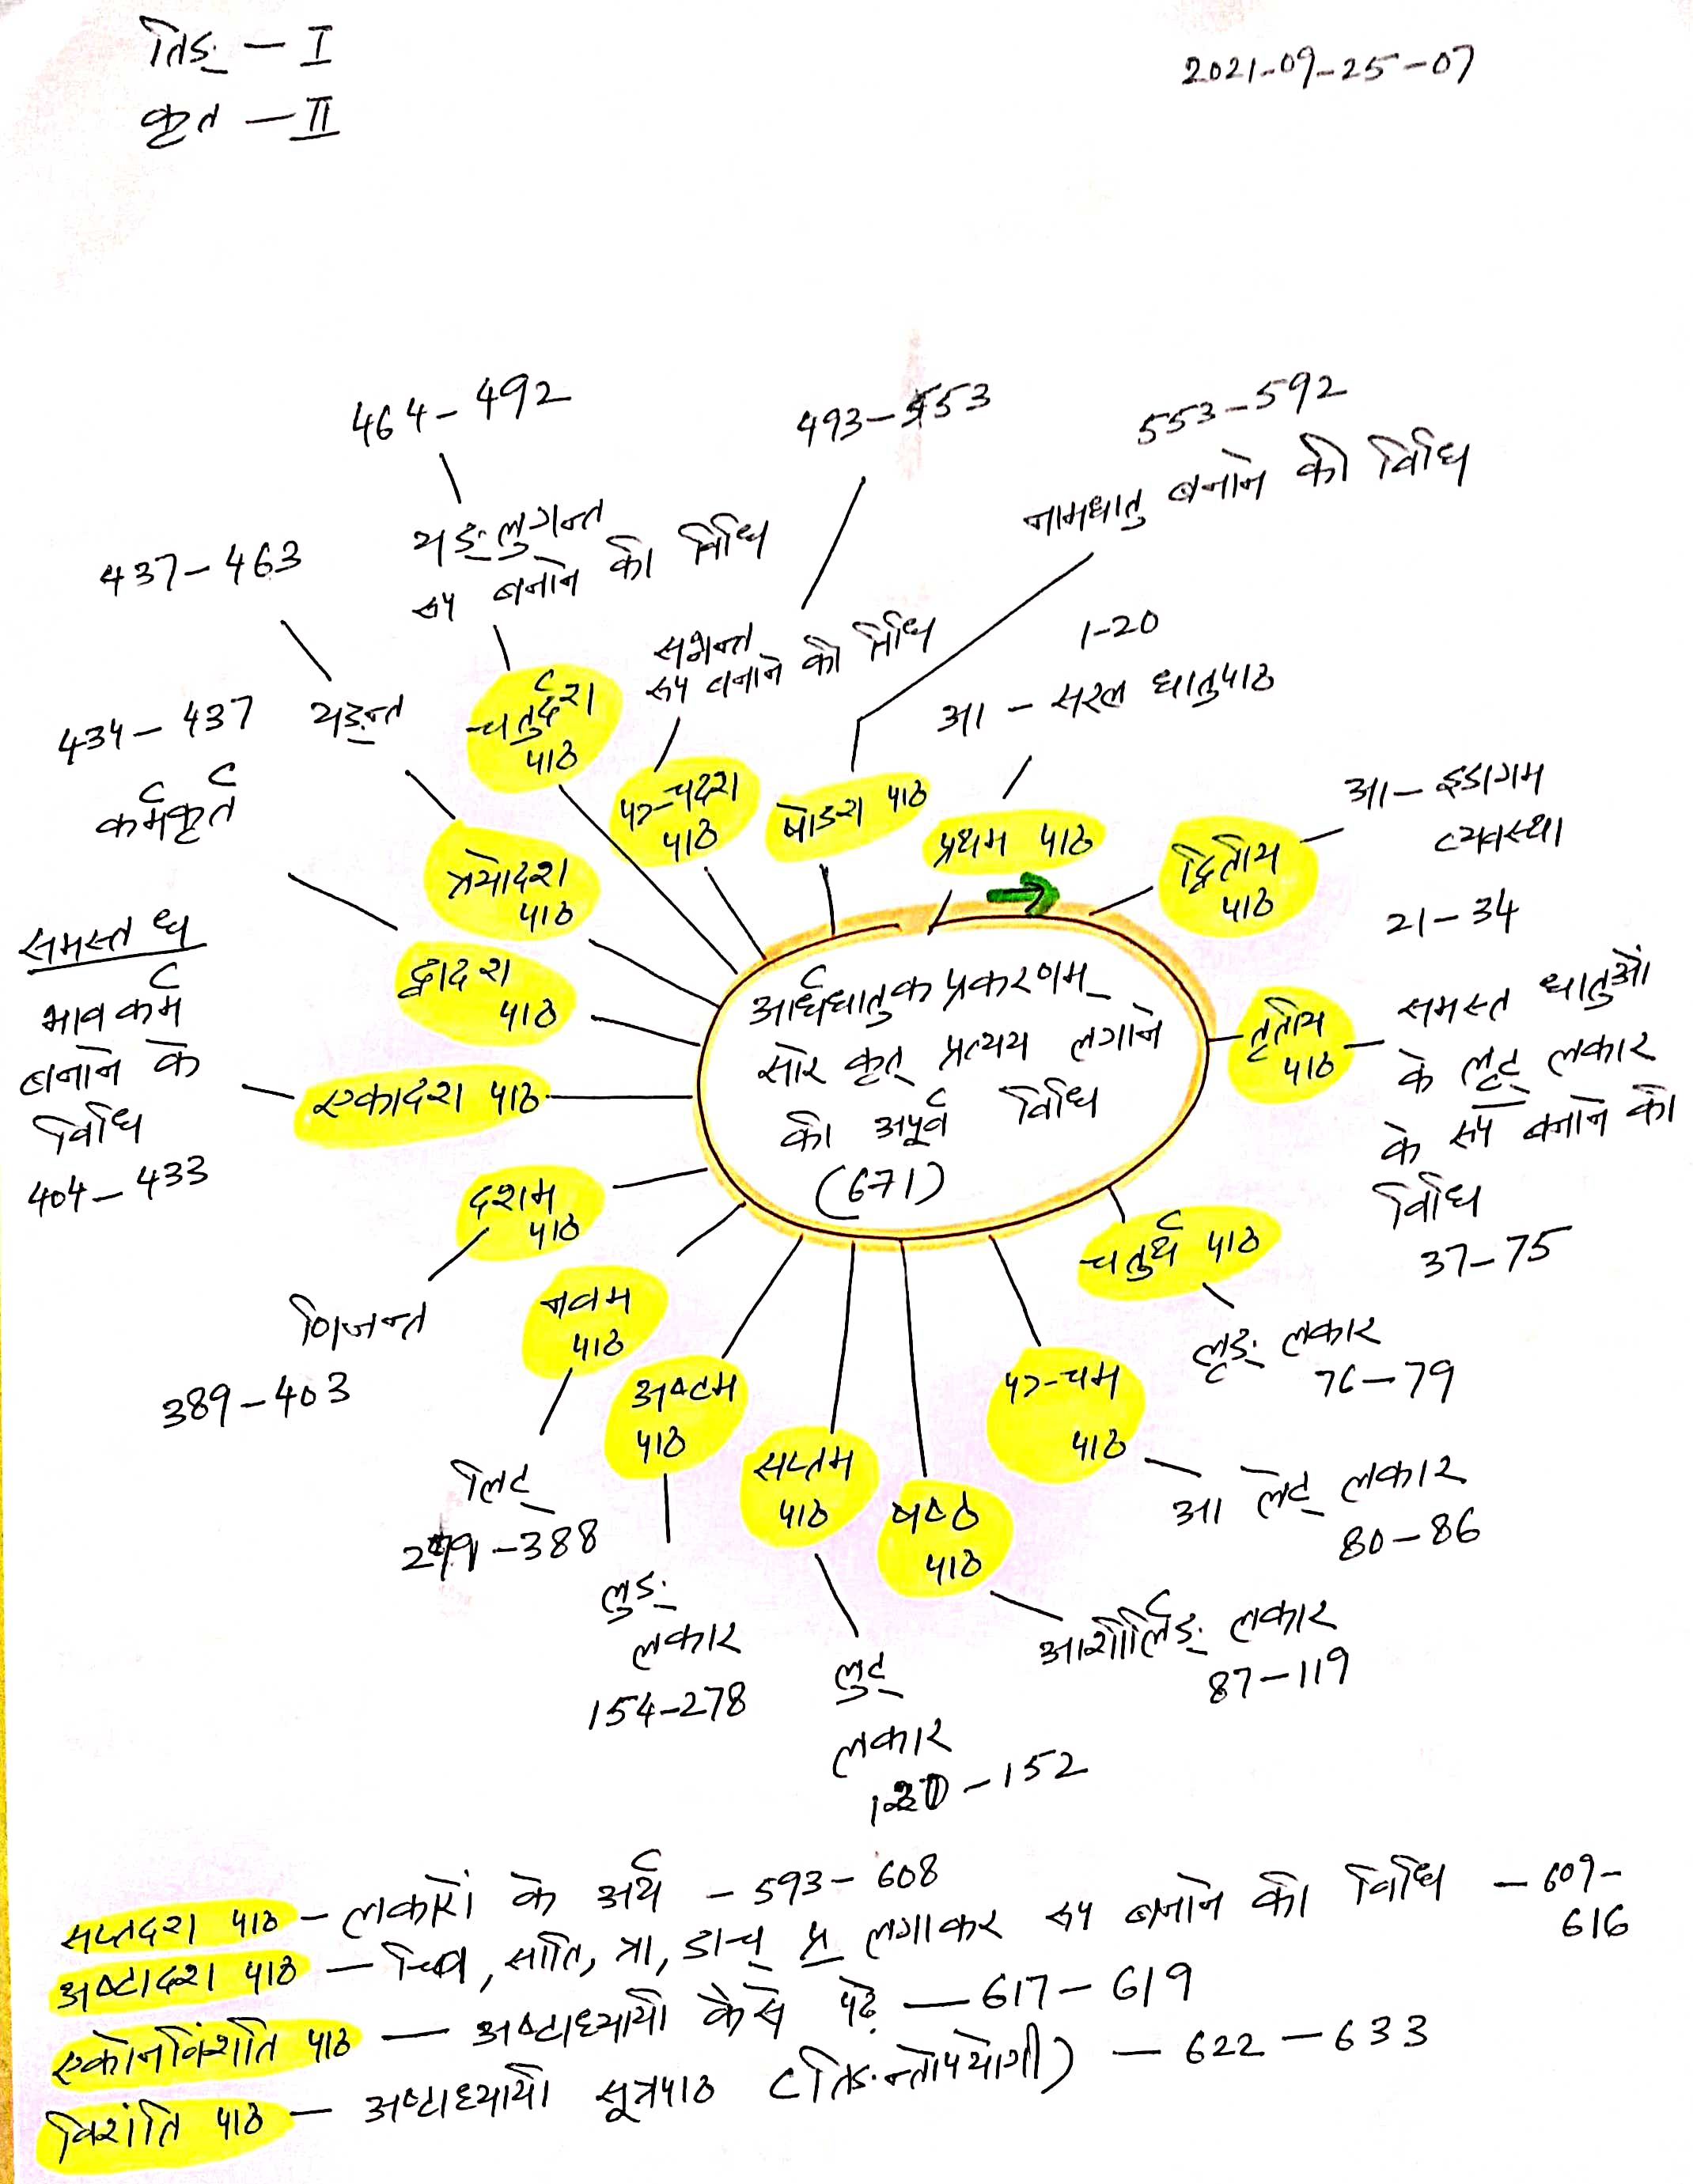 तिङ् — I
कृत — II
2021-09-25-07
464-492
493-553
553-592
नामधातु बनाने की विधि
437-463
यङ्लुगन्त
रूप बनाने की विधि
चतुर्दश
पाठ
सन्नन्त
रूप बनाने की विधि
पञ्चदश
पाठ
षोडश पाठ
1-20
आ - सरल धातुपाठ
प्रथम पाठ
आ - इडागम
व्यवस्था
21-34
द्वितीय
पाठ
समस्त धातुओं
के लृट् लकार
के रूप बनाने की
विधि
37-75
तृतीय
पाठ
चतुर्थ पाठ
लृङ् लकार
76-79
पञ्चम
पाठ
आ लेट् लकार
80-86
षष्ठ
पाठ
आशीर्लिङ् लकार
87-119
सप्तम
पाठ
लुट्
लकार
120-152
अष्टम
पाठ
लुङ्
लकार
154-278
नवम
पाठ
लिट्
279-388
दशम
पाठ
णिजन्त
389-403
एकादश पाठ
समस्त ध
भावकर्म
बनाने के
विधि
404-433
द्वादश
पाठ
434-437
कर्मकृर्त
त्रयोदश
पाठ
यङन्त
आर्धधातुक प्रकरणम्
सोर कृत् प्रत्यय लगाने
की अपूर्व विधि
(671)
सप्तदश पाठ - लकारों के अर्थ - 593-608
अष्टादश पाठ — च्वि, साति, त्रा, डाच् प्र लगाकर रूप बनाने की विधि - 609-
616
एकोनविंशति पाठ — अष्टाध्यायी कैसे पढ़े — 617-619
विशंति पाठ — अष्टाध्यायी सूत्रपाठ (तिङ्न्तोपयोगी) — 622-633